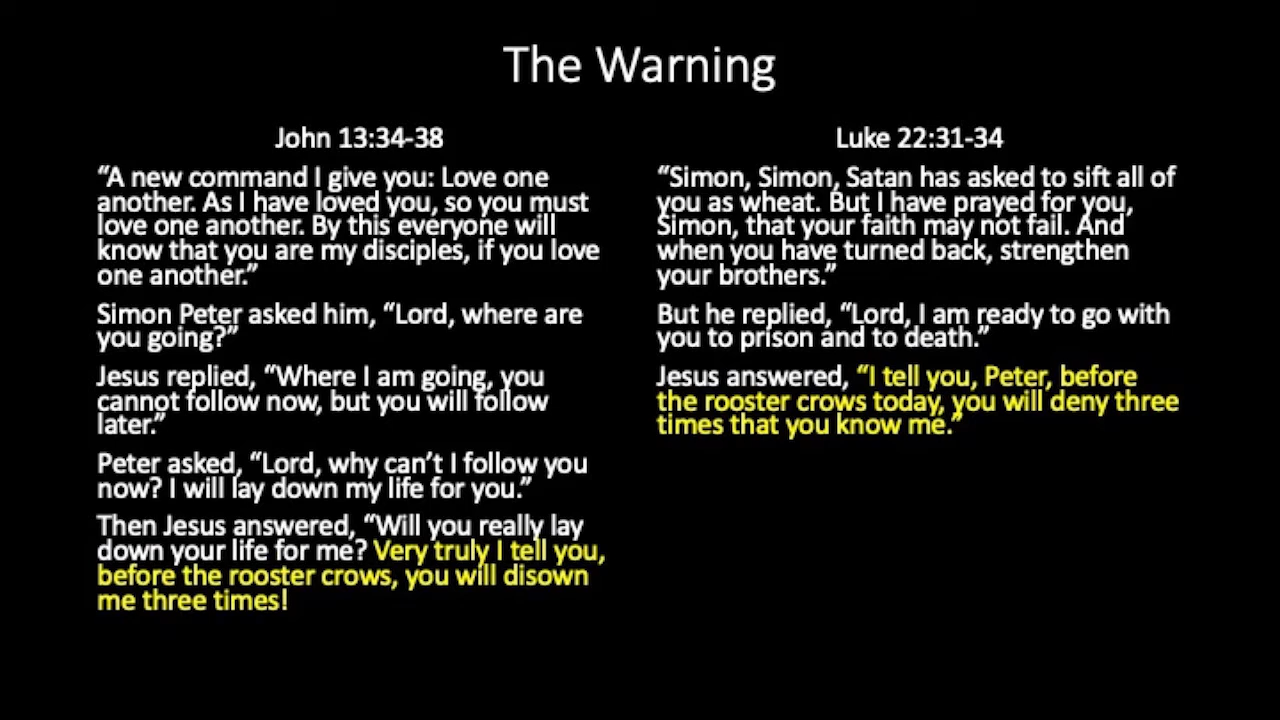 The Warning
John 13:34-38
“A new command I give you: Love one
another. As I have loved you, so you must
love one another. By this everyone will
know that you are my disciples, if you love
one another.”
Simon Peter asked him, “Lord, where are
you going?”
Jesus replied, “Where I am going, you
cannot follow now, but you will follow
later.”
Peter asked, “Lord, why can’t I follow you
now? I will lay down my life for you.”
Then Jesus answered, “Will you really lay
down your life for me? Very truly I tell you,
before the rooster crows, you will disown
me three times!
Luke 22:31-34
“Simon, Simon, Satan has asked to sift all of
you as wheat. But I have prayed for you,
Simon, that your faith may not fail. And
when you have turned back, strengthen
your brothers.”
But he replied, “Lord, I am ready to go with
you to prison and to death.”
Jesus answered, “I tell you, Peter, before
the rooster crows today, you will deny three
times that you know me.”